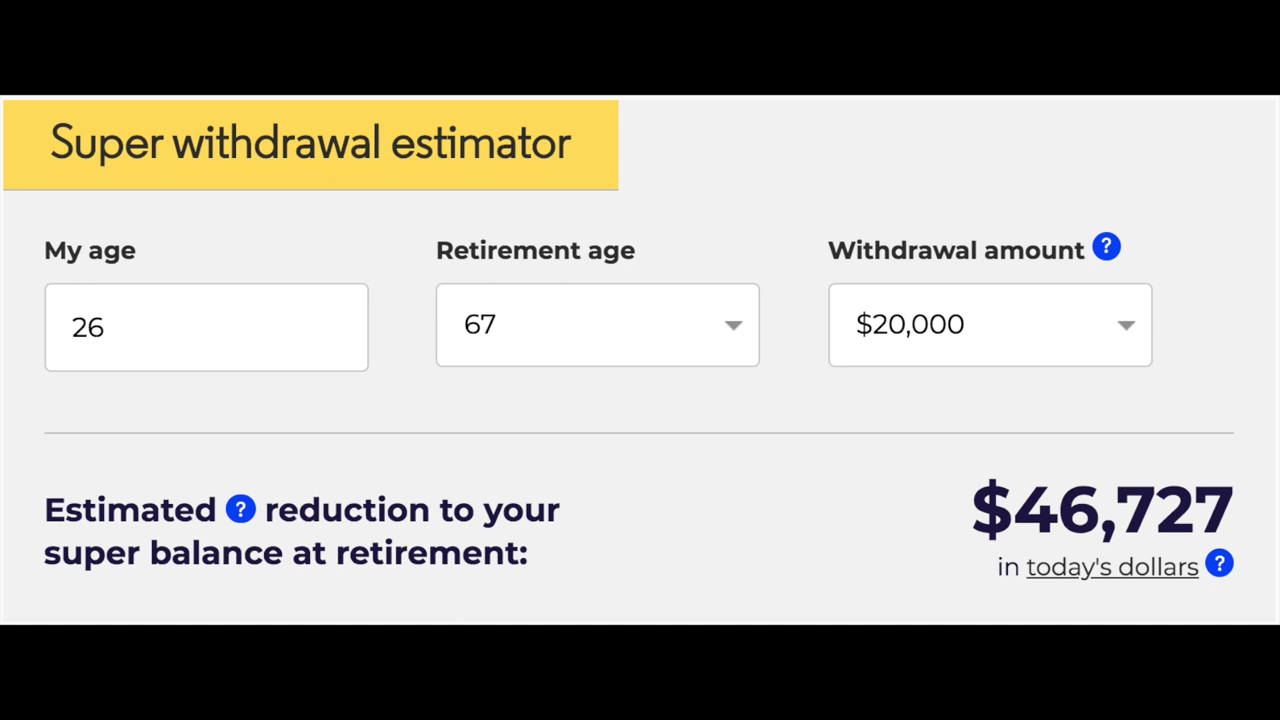 Super withdrawal estimator
My age
Retirement age
Withdrawal amount ?
26
67
$20,000
Estimated ? reduction to your
super balance at retirement:
$46,727
in today's dollars ?